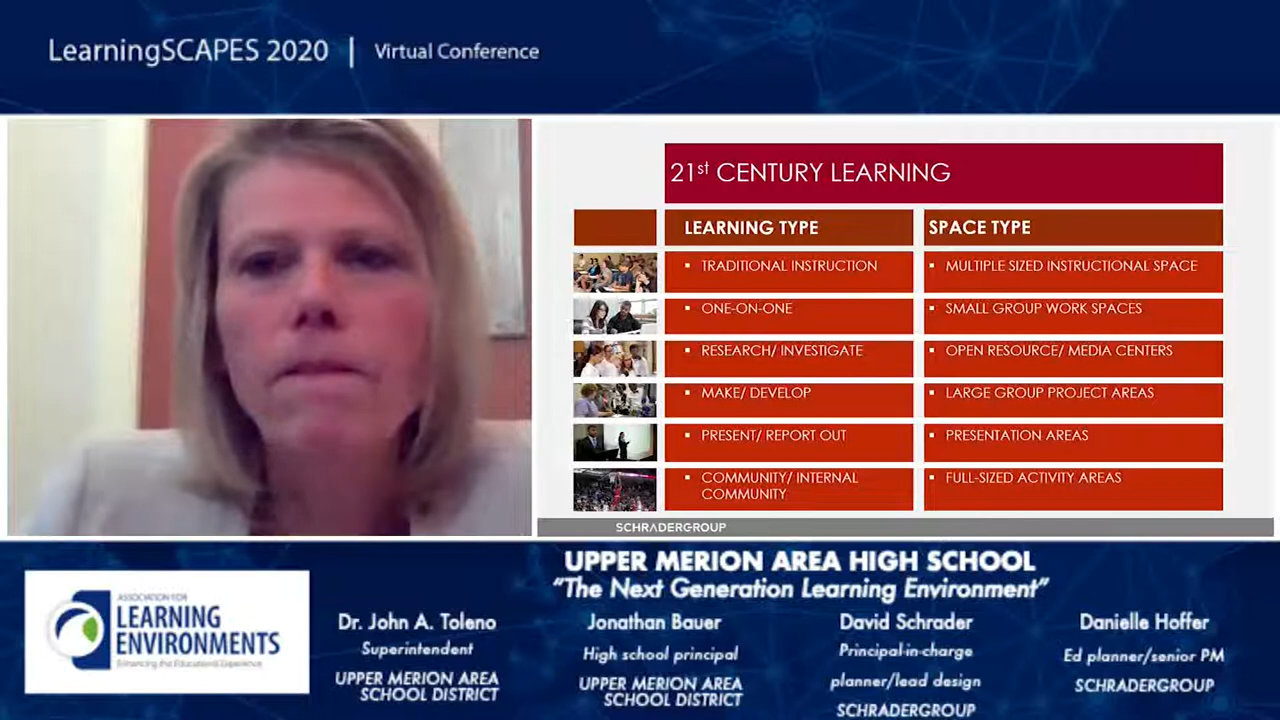 LearningSCAPES 2020 | Virtual Conference
21st CENTURY LEARNING
LEARNING TYPE
SPACE TYPE
▪ TRADITIONAL INSTRUCTION
▪ MULTIPLE SIZED INSTRUCTIONAL SPACE
▪ ONE-ON-ONE
▪ SMALL GROUP WORK SPACES
▪ RESEARCH/ INVESTIGATE
▪ OPEN RESOURCE/ MEDIA CENTERS
▪ MAKE/ DEVELOP
▪ LARGE GROUP PROJECT AREAS
▪ PRESENT/ REPORT OUT
▪ PRESENTATION AREAS
▪ COMMUNITY/ INTERNAL
COMMUNITY
▪ FULL-SIZED ACTIVITY AREAS
SCHRADERGROUP
ASSOCIATION FOR
LEARNING
ENVIRONMENTS
Enhancing the Educational Experience
UPPER MERION AREA HIGH SCHOOL
“The Next Generation Learning Environment”
Dr. John A. Toleno
Superintendent
UPPER MERION AREA
SCHOOL DISTRICT
Jonathan Bauer
High school principal
UPPER MERION AREA
SCHOOL DISTRICT
David Schrader
Principal-in-charge
planner/lead design
SCHRADERGROUP
Danielle Hoffer
Ed planner/senior PM
SCHRADERGROUP